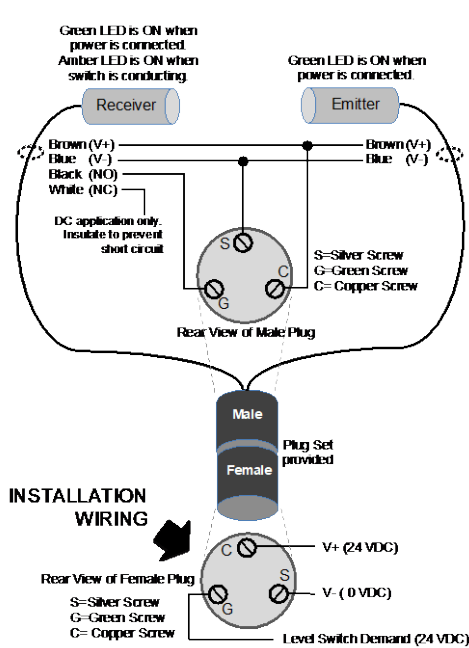 Green LED is ON when
power is connected.
Amber LED is ON when
switch is conducting.
Green LED is ON when
power is connected.
Receiver
Emitter
Brown (V+)
Blue (V-)
Black (NO)
White (NC)
Brown (V+)
Blue (V-)
DC application only.
Insulate to prevent
short circuit
S
C
G
S=Silver Screw
G=Green Screw
C= Copper Screw
Rear View of Male Plug
Male
Female
Plug Set
provided
INSTALLATION
WIRING
C
S
G
V+ (24 VDC)
V- ( 0 VDC)
Rear View of Female Plug
S=Silver Screw
G=Green Screw
C= Copper Screw
Level Switch Demand (24 VDC)